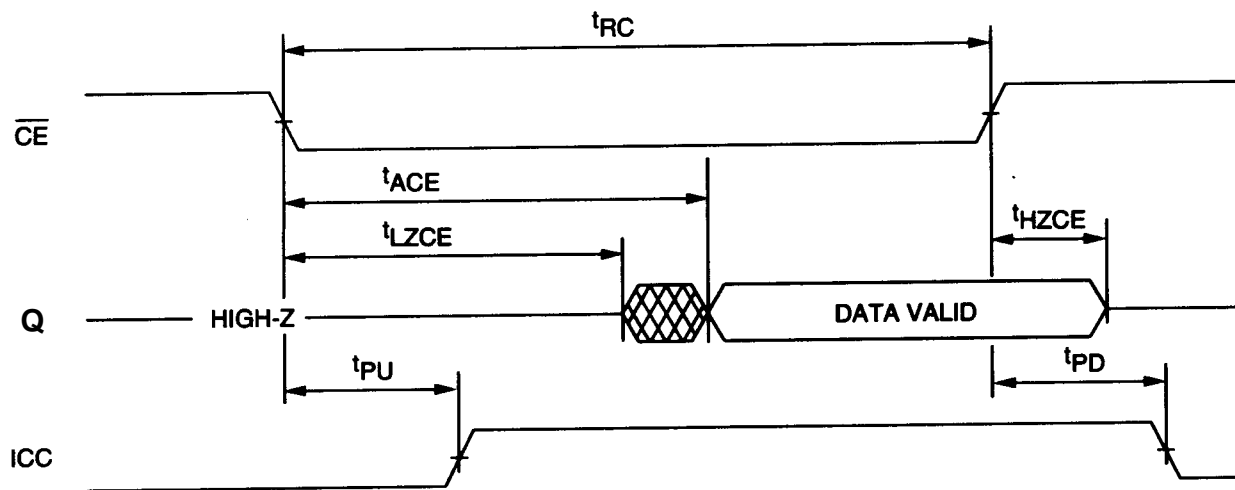 tRC
CE
tACE
tLZCE
tHZCE
Q
HIGH-Z
DATA VALID
tPU
tPD
ICC